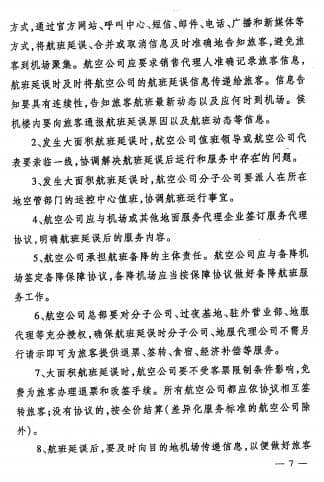 方式,通过官方网站、呼叫中心、短信、邮件、电话、广播和新媒体等
方式,将航班延误、合并或取消信息及时准确地告知旅客,避免旅
客到机场聚集。航空公司应要求销售代理人准确记录旅客信息,
航班延误时及时将航空公司的航班延误信息传递给旅客。信息告
知要具有连续性,告知旅客航班最新动态以及应何时到机场。候
机楼内要向旅客通报航班延误原因以及航班动态等信息。
2、发生大面积航班延误时,航空公司值班领导或航空公司代
表要亲临一线,协调解决航班延误后运行和服务中存在的问题。
3、发生大面积航班延误时,航空公司分子公司要派人在所在
地空管部门的运控中心值班,协调航班运行事宜。
4、航空公司应与机场或其他地面服务代理企业签订服务代理
协议,明确航班延误后的服务内容。
5、航空公司承担航班备降的主体责任。航空公司应与备降机
场签定备降保障协议,备降机场应当按保障协议做好备降航班服
务工作。
6、航空公司总部要对分子公司、过夜基地、驻外营业部、地服
代理等充分授权,确保航班延误时分子公司、地服代理公司不需另
行请示即可为旅客提供退票、签转、食宿、经济补偿等服务。
7、大面积航班延误时,航空公司要不受客票限制条件影响,免
费为旅客办理退票和改签手续。所有航空公司都应依协议相互签
转旅客;没有协议的,按全价结算(差异化服务标准的航空公司除
外)。
8、航班延误后,要及时向目的地机场传递信息,以便做好旅客
— 7 —